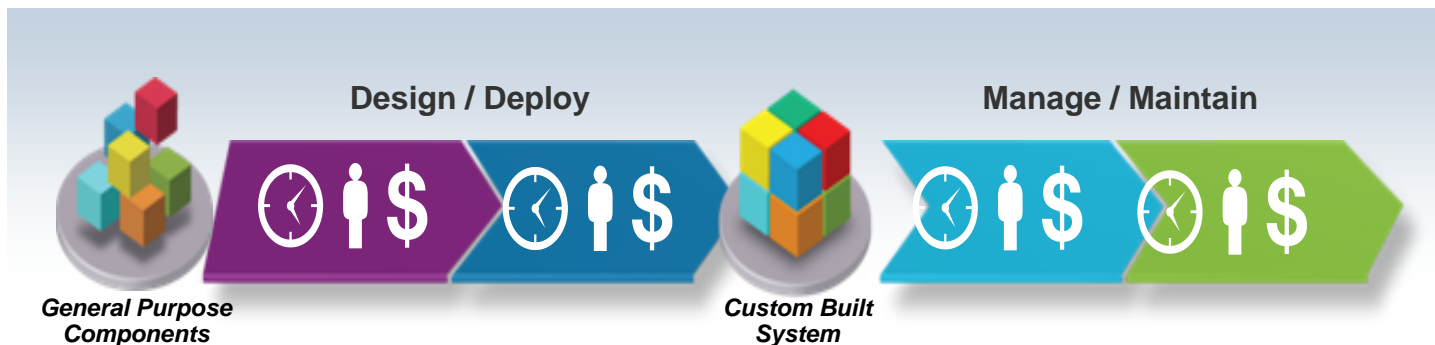 Design / Deploy
Manage / Maintain
$
$
$
$
General Purpose
Components
Custom Built
System